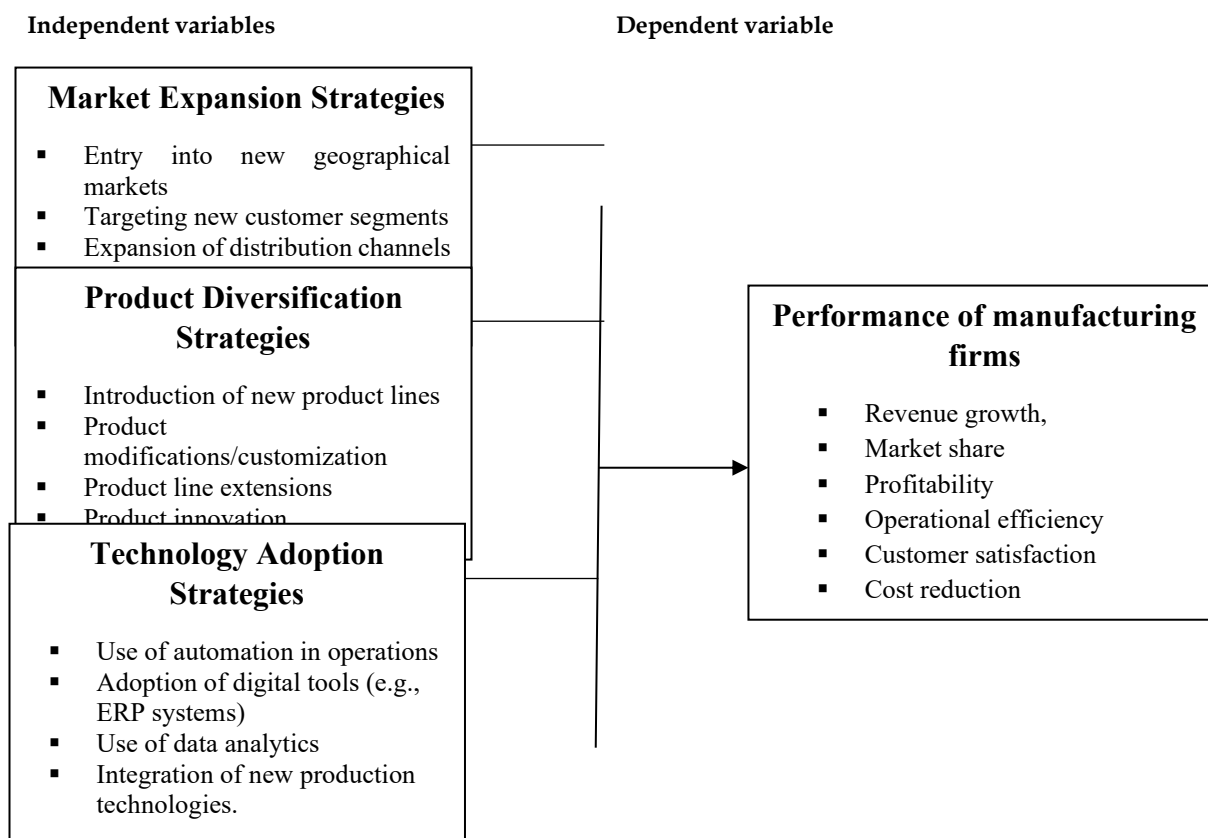 Independent variables
Dependent variable
Market Expansion Strategies
▪ Entry into new geographical
markets
▪ Targeting new customer segments
▪ Expansion of distribution channels
Product Diversification
Strategies
▪ Introduction of new product lines
▪ Product
modifications/customization
▪ Product line extensions
▪ Product innovation
Technology Adoption
Strategies
▪ Use of automation in operations
▪ Adoption of digital tools (e.g.,
ERP systems)
▪ Use of data analytics
▪ Integration of new production
technologies.
Performance of manufacturing
firms
▪ Revenue growth,
▪ Market share
▪ Profitability
▪ Operational efficiency
▪ Customer satisfaction
▪ Cost reduction